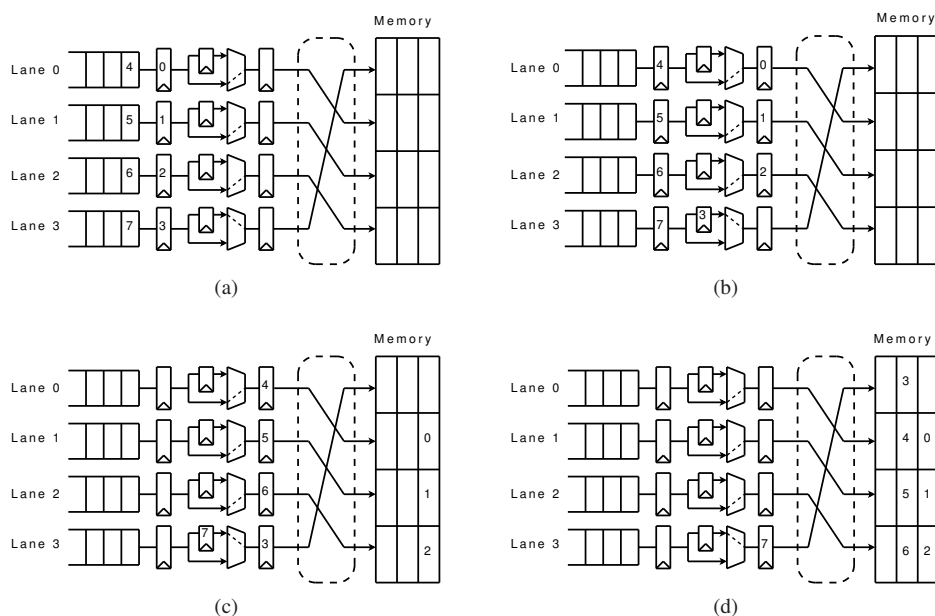 Memory
Lane 0 4 0
Lane 1 5 1
Lane 2 6 2
Lane 3 7 3
(a)
Memory
Lane 0 4 0
Lane 1 5 1
Lane 2 6 2
Lane 3 7 3
(b)
Memory
Lane 0 4
Lane 1 5 0
Lane 2 6 1
Lane 3 7 3 2
(c)
Memory
Lane 0 3
Lane 1 4 0
Lane 2 5 1
Lane 3 7 6 2
(d)